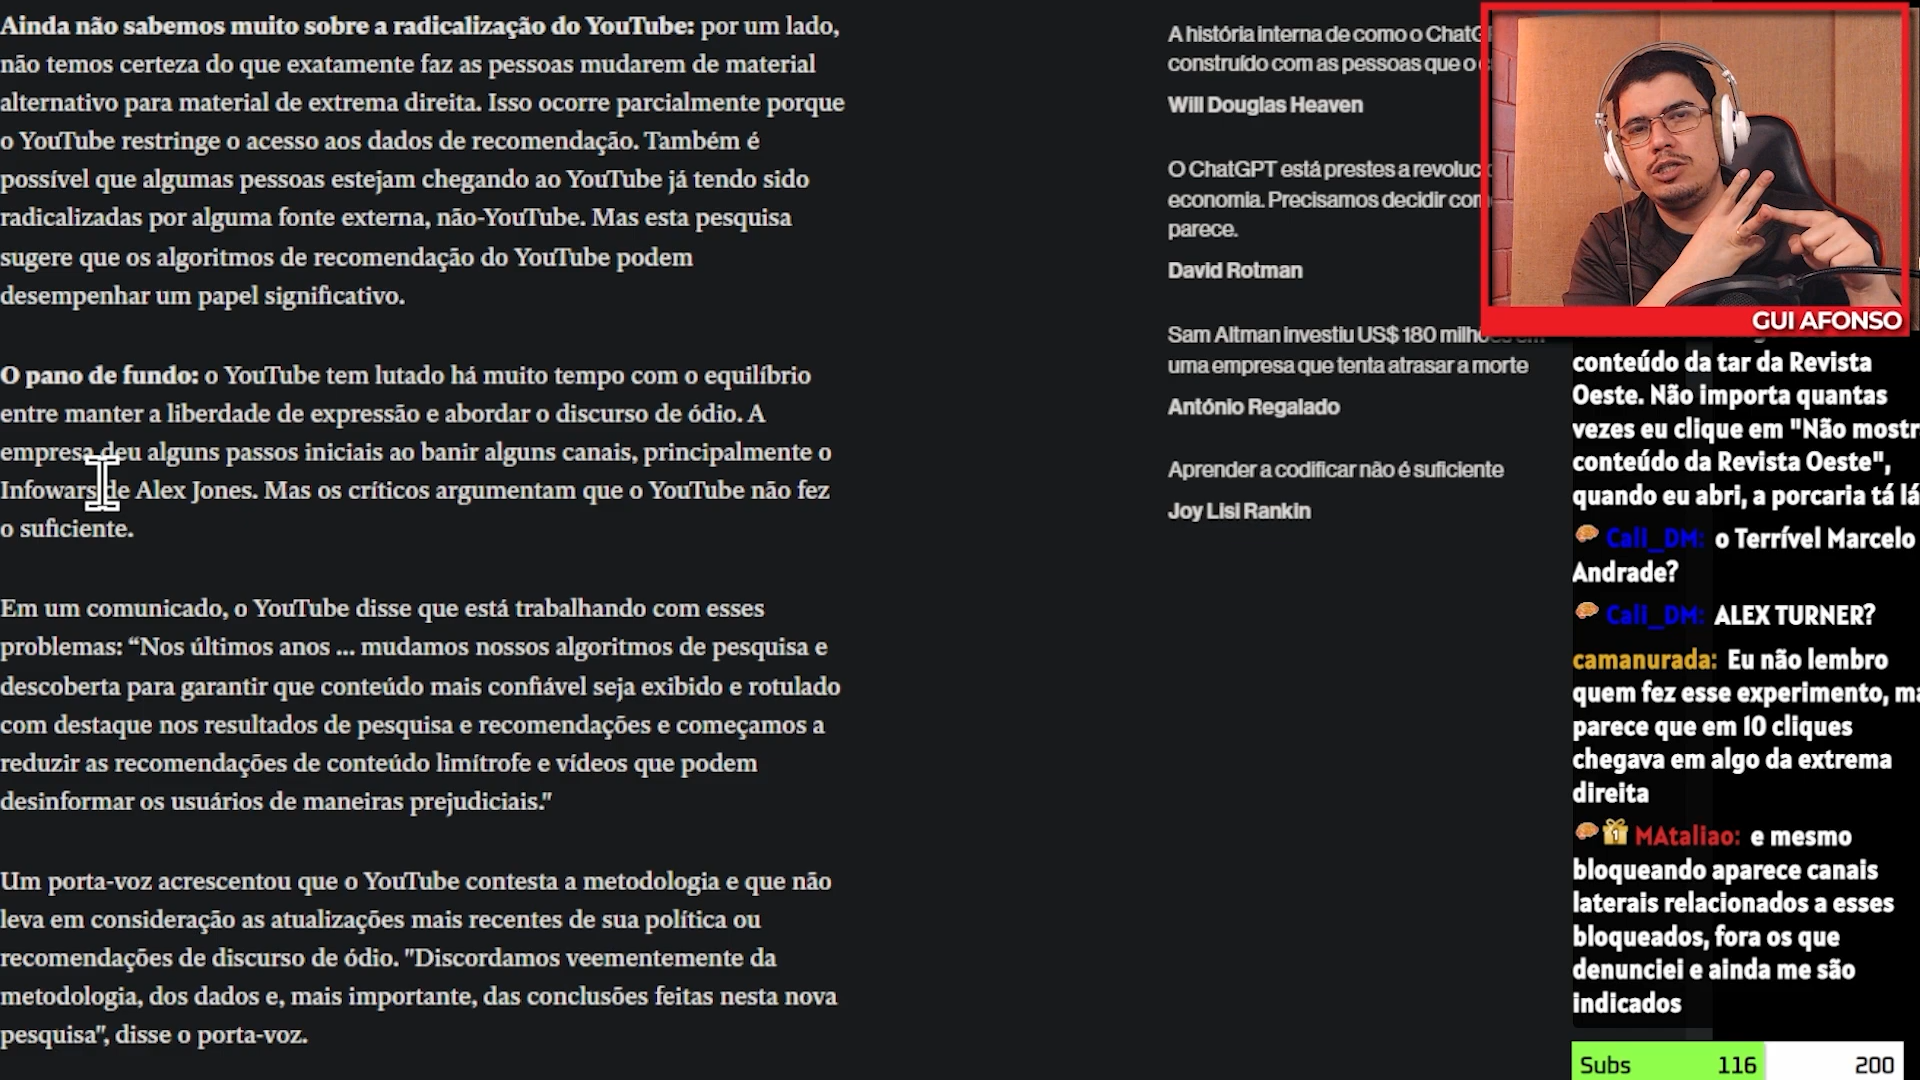 Ainda não sabemos muito sobre a radicalização do YouTube: por um lado,
não temos certeza do que exatamente faz as pessoas mudarem de material
alternativo para material de extrema direita. Isso ocorre parcialmente porque
o YouTube restringe o acesso aos dados de recomendação. Também é
possível que algumas pessoas estejam chegando ao YouTube já tendo sido
radicalizadas por alguma fonte externa, não-YouTube. Mas esta pesquisa
sugere que os algoritmos de recomendação do YouTube podem
desempenhar um papel significativo.
O pano de fundo: o YouTube tem lutado há muito tempo com o equilíbrio
entre manter a liberdade de expressão e abordar o discurso de ódio. A
empresa deu alguns passos iniciais ao banir alguns canais, principalmente o
Infowars de Alex Jones. Mas os críticos argumentam que o YouTube não fez
o suficiente.
Em um comunicado, o YouTube disse que está trabalhando com esses
problemas: “Nos últimos anos ... mudamos nossos algoritmos de pesquisa e
descoberta para garantir que conteúdo mais confiável seja exibido e rotulado
com destaque nos resultados de pesquisa e recomendações e começamos a
reduzir as recomendações de conteúdo limítrofe e vídeos que podem
desinformar os usuários de maneiras prejudiciais."
Um porta-voz acrescentou que o YouTube contesta a metodologia e que não
leva em consideração as atualizações mais recentes de sua política ou
recomendações de discurso de ódio. "Discordamos veementemente da
metodologia, dos dados e, mais importante, das conclusões feitas nesta nova
pesquisa", disse o porta-voz.
A história interna de como o ChatG
construído com as pessoas que o
Will Douglas Heaven
O ChatGPT está prestes a revoluc
economia. Precisamos decidir com
parece.
David Rotman
Sam Altman investiu US$ 180 milhões em
uma empresa que tenta atrasar a morte
António Regalado
Aprender a codificar não é suficiente
Joy Lisi Rankin
GUI AFONSO
conteúdo da tar da Revista
Oeste. Não importa quantas
vezes eu clique em "Não mostr
conteúdo da Revista Oeste",
quando eu abri, a porcaria tá lá
Cali_DM: o Terrível Marcelo
Andrade?
Cali_DM: ALEX TURNER?
camanurada: Eu não lembro
quem fez esse experimento, ma
parece que em 10 cliques
chegava em algo da extrema
direita
1 MAtaliao: e mesmo
bloqueando aparece canais
laterais relacionados a esses
bloqueados, fora os que
denunciei e ainda me são
indicados
Subs 116 200